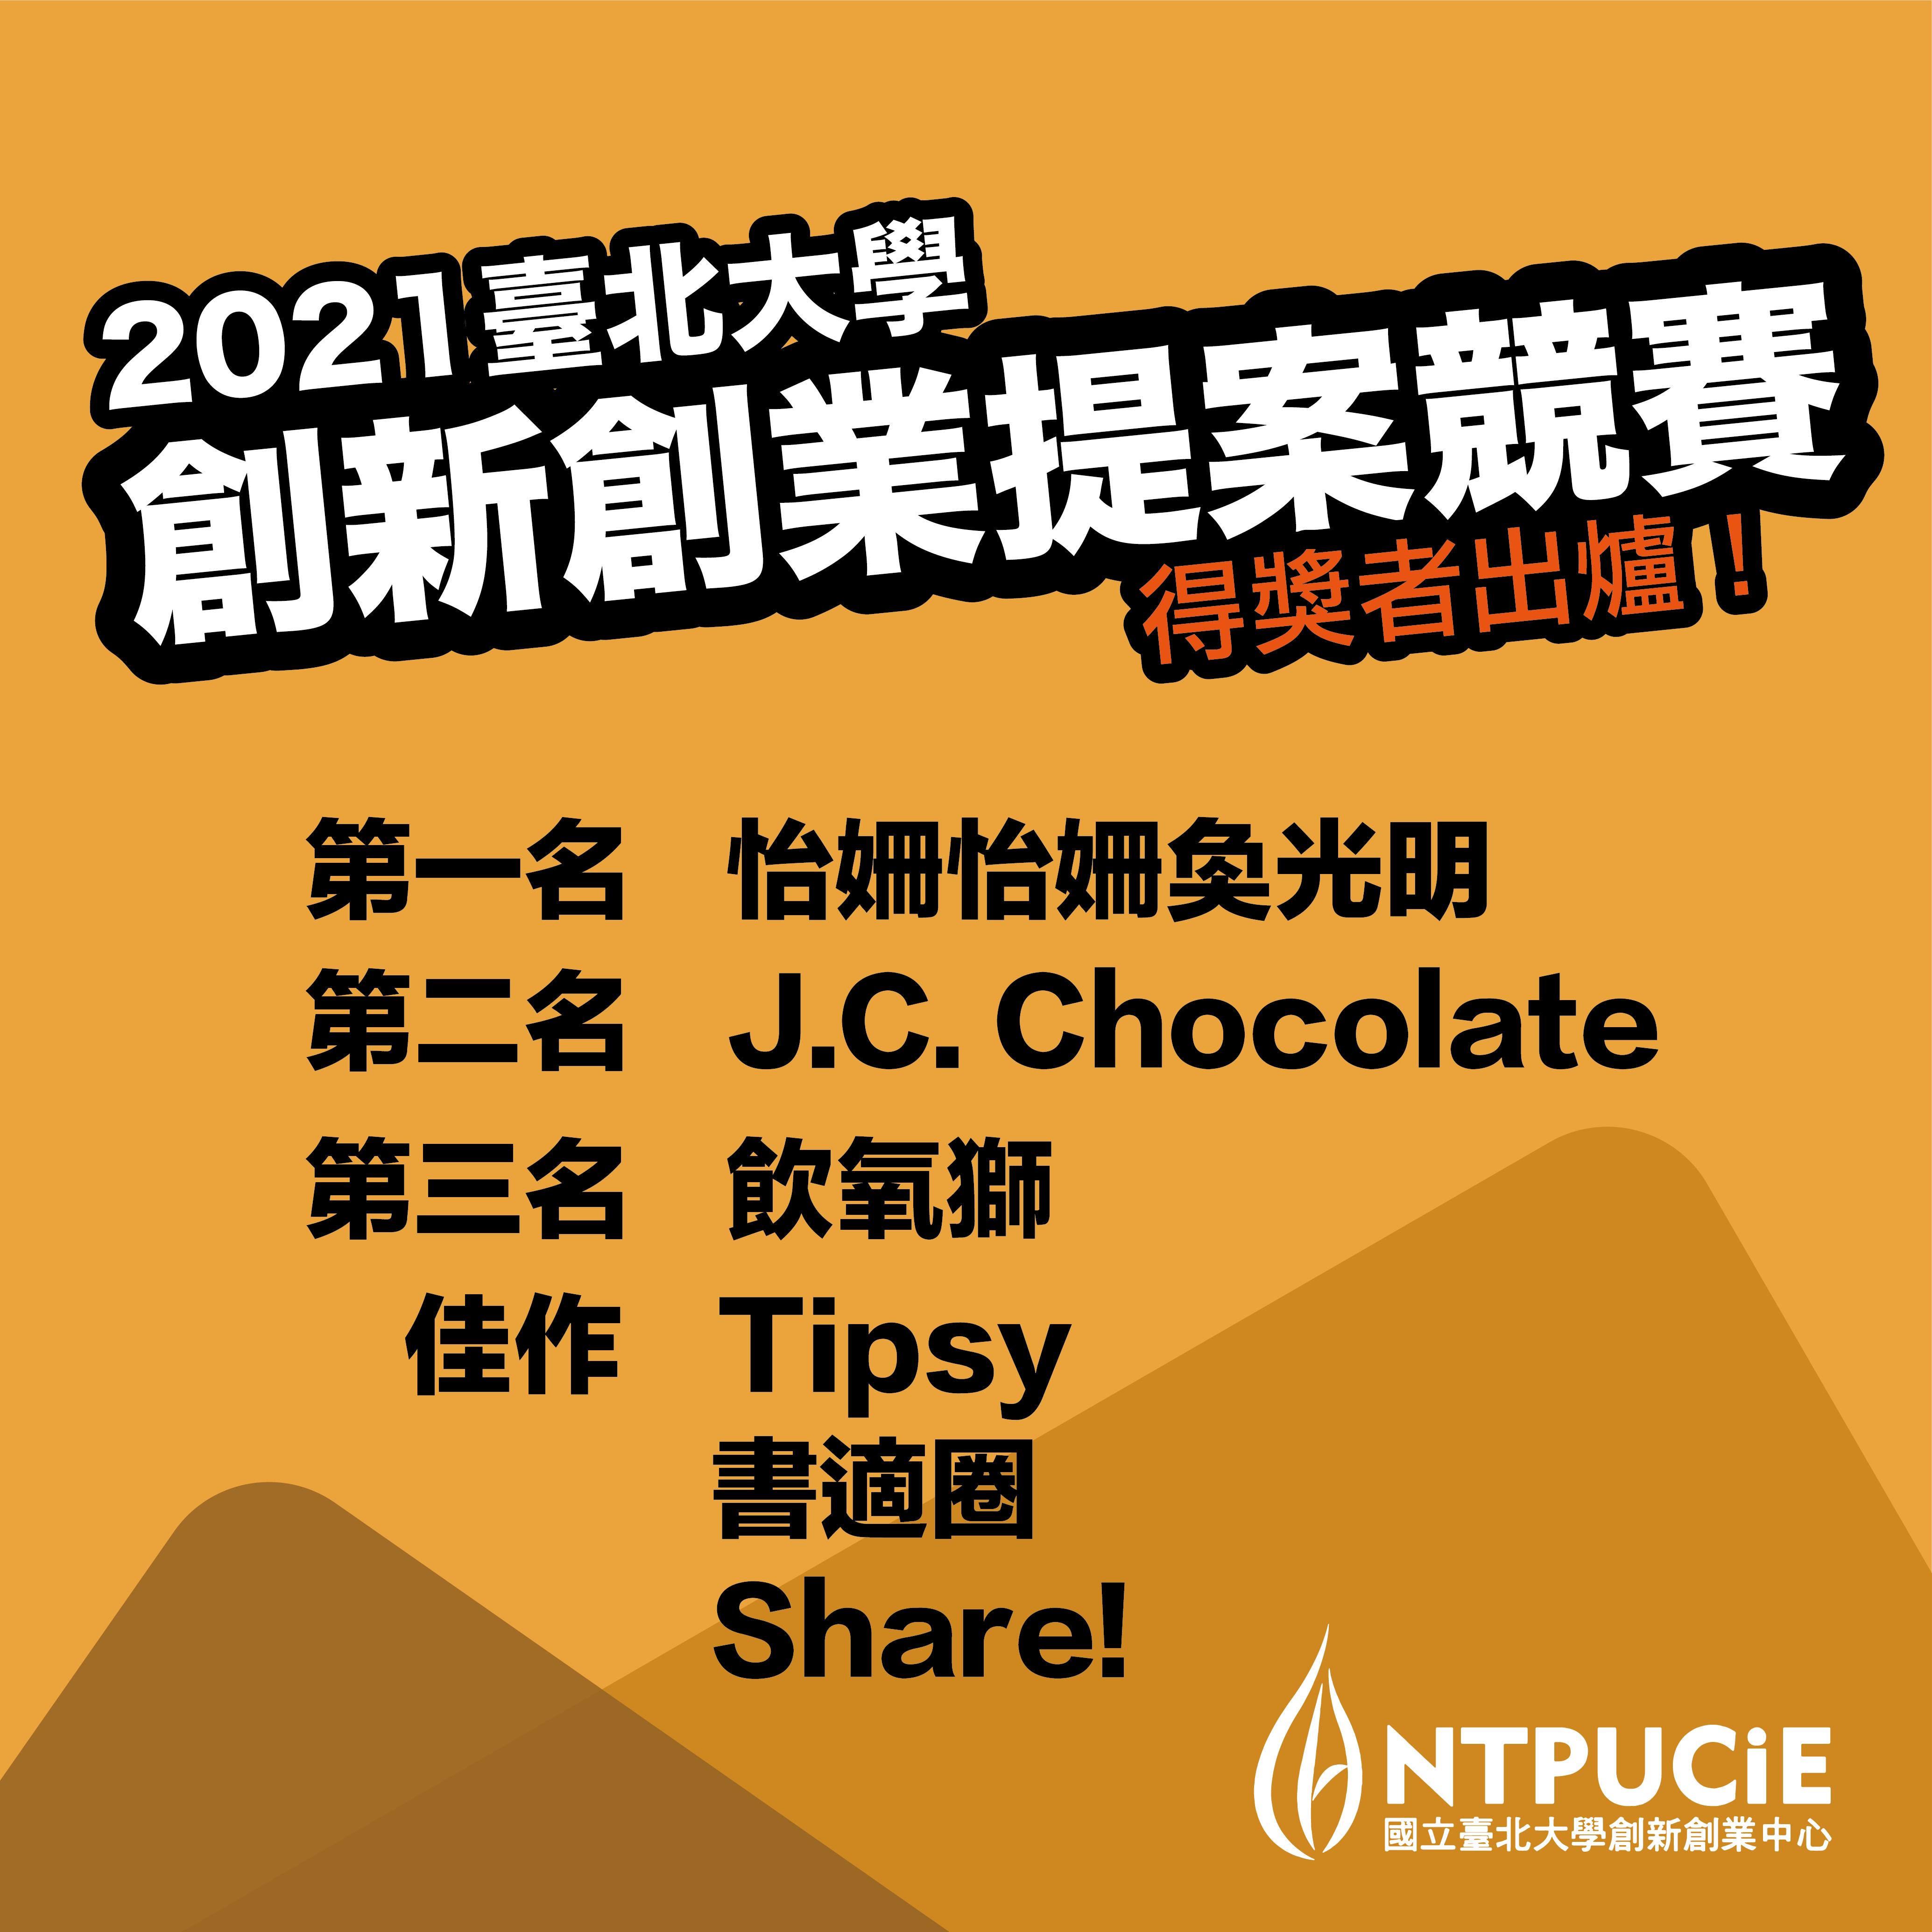 2021臺北大學
創新創業提案競賽
得獎者出爐！
第一名 怡姍怡姍奐光明
第二名 J.C. Chocolate
第三名 飲氧獅
佳作 Tipsy
書適圈
Share!
NTPUCiE
國立臺北大學創新創業中心